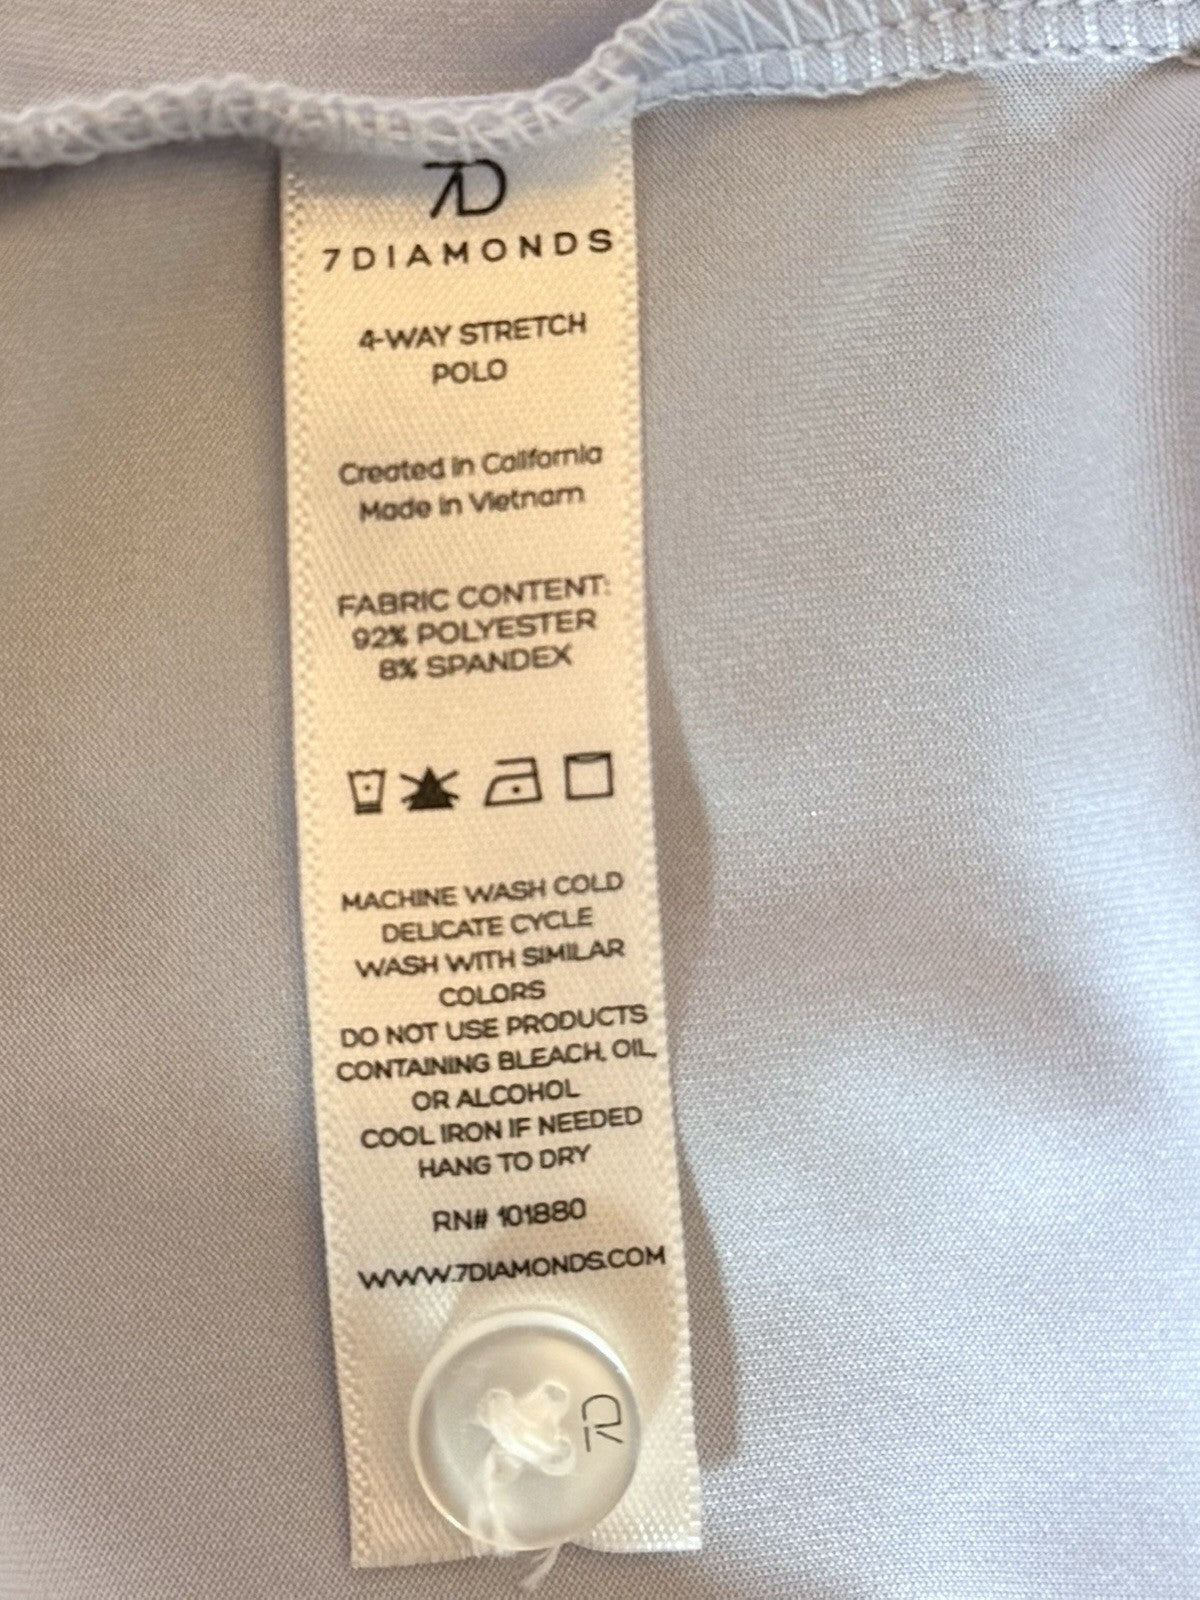 7D
7DIAMONDS
4-WAY STRETCH
POLO
Created in California
Made in Vietnam
FABRIC CONTENT:
92% POLYESTER
8% SPANDEX
MACHINE WASH COLD
DELICATE CYCLE
WASH WITH SIMILAR
COLORS
DO NOT USE PRODUCTS
CONTAINING BLEACH, OIL,
OR ALCOHOL
COOL IRON IF NEEDED
HANG TO DRY
RN# 101880
WWW.7DIAMONDS.COM
7D